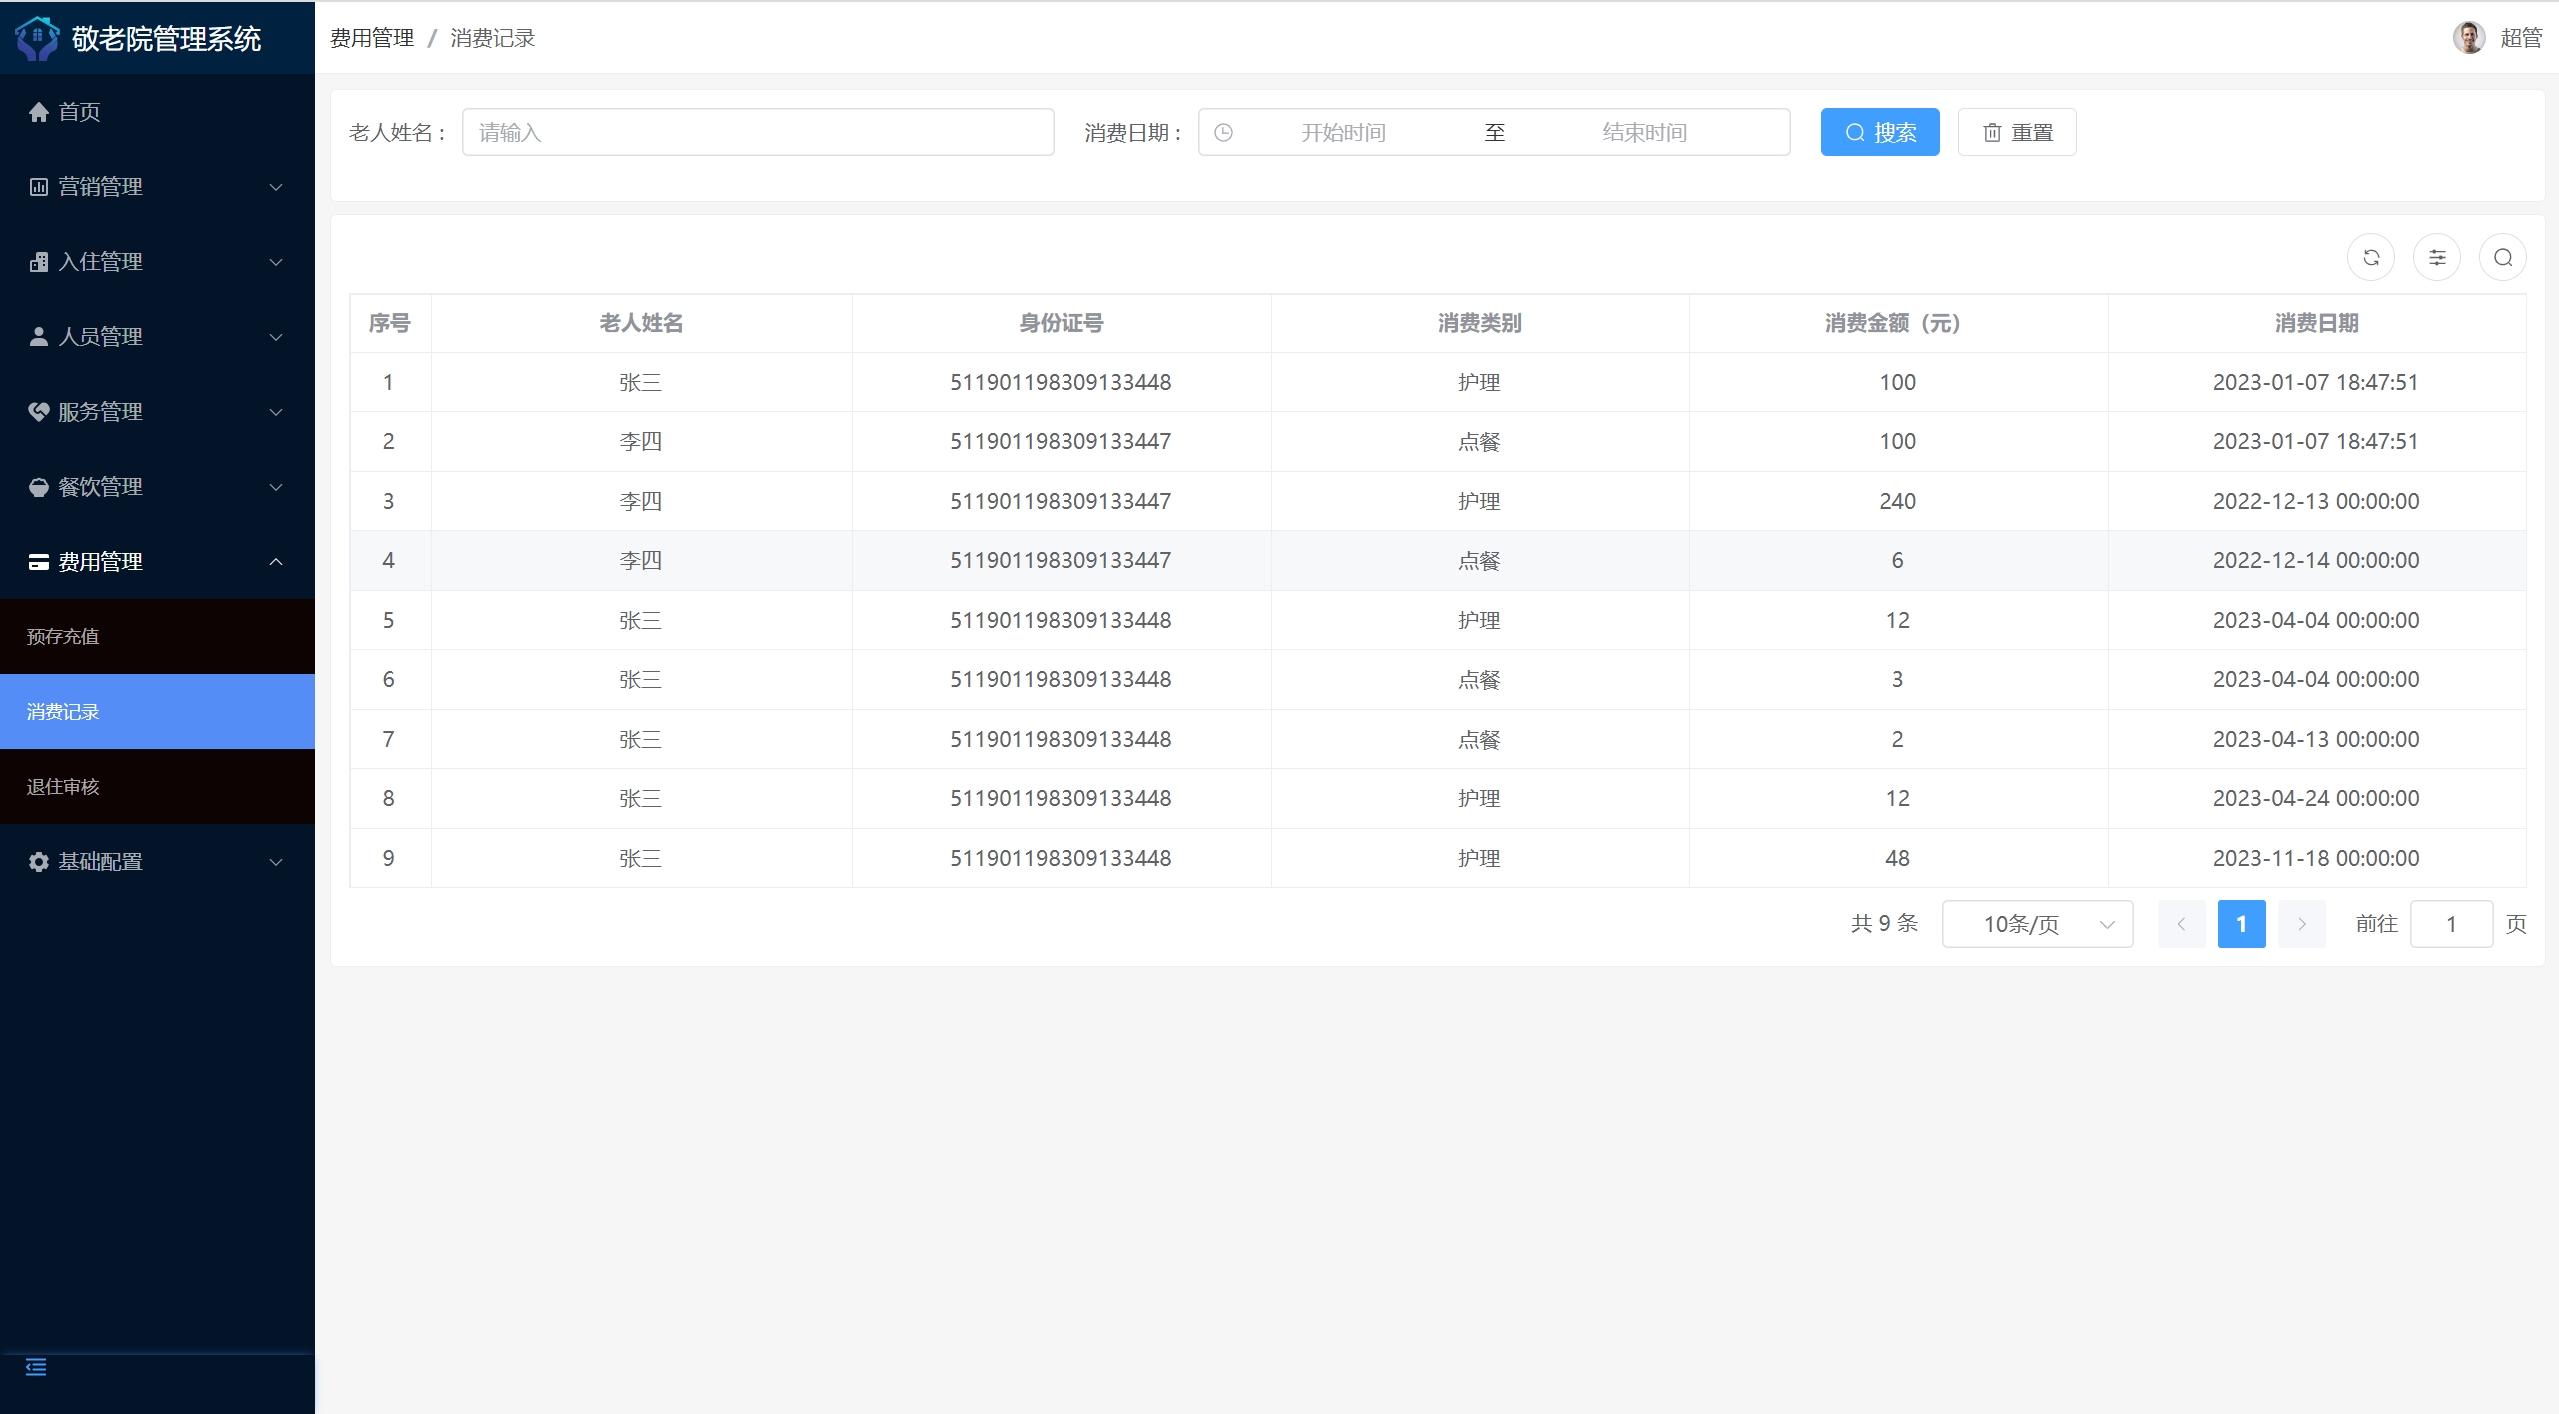 敬老院管理系统
费用管理 / 消费记录
超管
首页
营销管理
入住管理
人员管理
服务管理
餐饮管理
费用管理
预存充值
消费记录
退住审核
基础配置
老人姓名： 请输入 消费日期： 开始时间 至 结束时间 搜索 重置
序号 老人姓名 身份证号 消费类别 消费金额（元） 消费日期
1 张三 511901198309133448 护理 100 2023-01-07 18:47:51
2 李四 511901198309133447 点餐 100 2023-01-07 18:47:51
3 李四 511901198309133447 护理 240 2022-12-13 00:00:00
4 李四 511901198309133447 点餐 6 2022-12-14 00:00:00
5 张三 511901198309133448 护理 12 2023-04-04 00:00:00
6 张三 511901198309133448 点餐 3 2023-04-04 00:00:00
7 张三 511901198309133448 点餐 2 2023-04-13 00:00:00
8 张三 511901198309133448 护理 12 2023-04-24 00:00:00
9 张三 511901198309133448 护理 48 2023-11-18 00:00:00
共 9 条 10条/页 1 前往 1 页